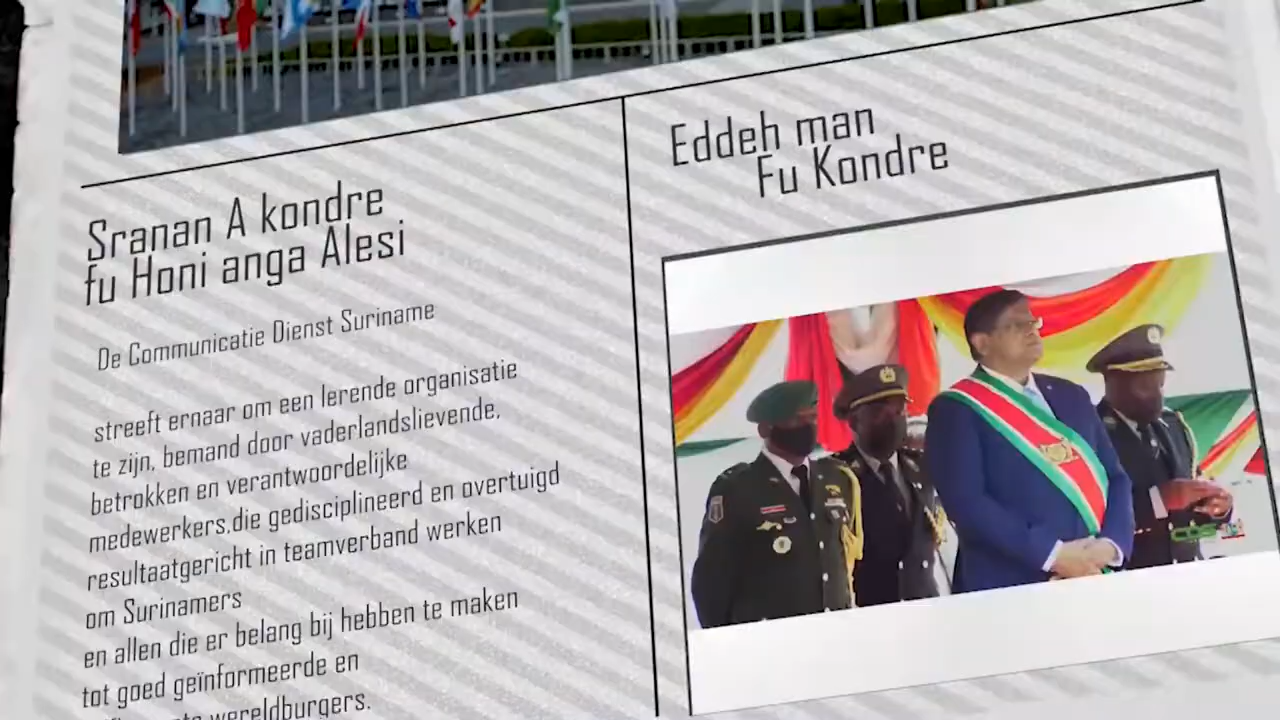 Sranan A kondre
fu Honi anga Alesi
De Communicatie Dienst Suriname
streeft ernaar om een lerende organisatie
te zijn, bemand door vaderlandslievende,
betrokken en verantwoordelijke
medewerkers.die gedisciplineerd en overtuigd
resultaatgericht in teamverband werken
om Surinamers
en allen die er belang bij hebben te maken
tot goed geïnformeerde en
wereldburgers.
Eddeh man
Fu Kondre
CDS